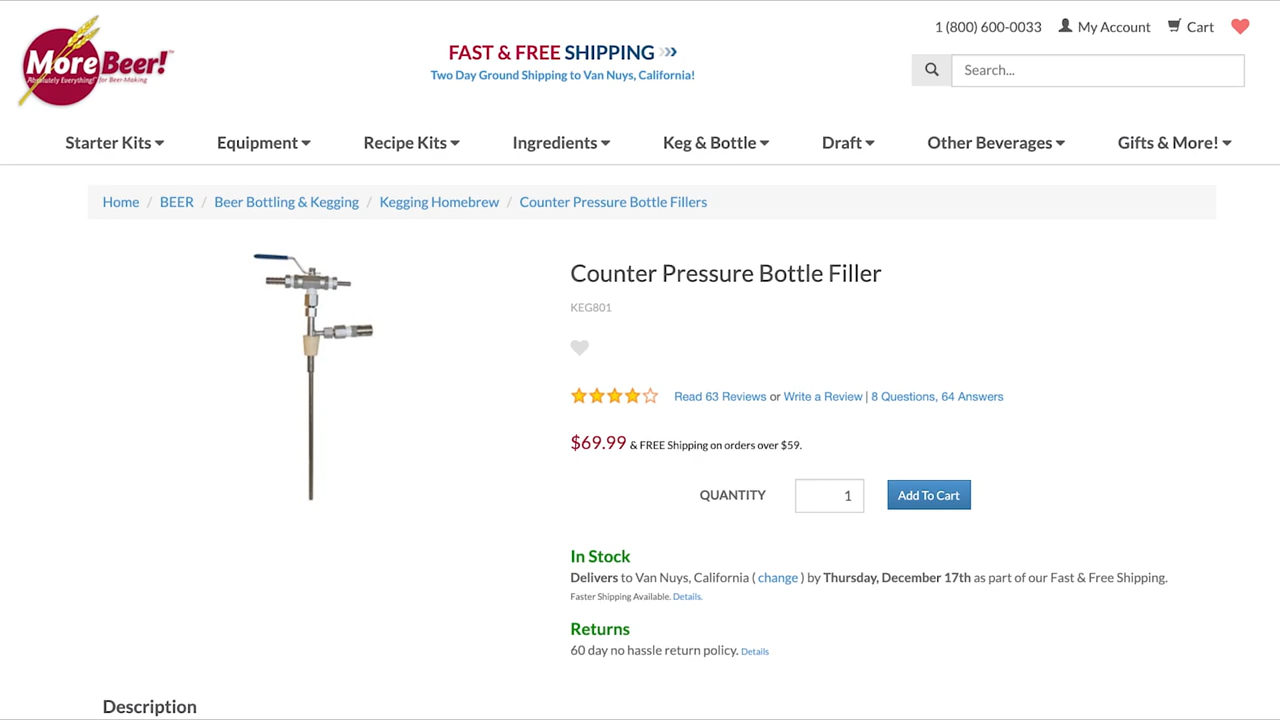 MoreBeer!™
Absolutely Everything!™ for Beer-Making
FAST & FREE SHIPPING
Two Day Ground Shipping to Van Nuys, California!
1 (800) 600-0033 My Account Cart
Search...
Starter Kits Equipment Recipe Kits Ingredients Keg & Bottle Draft Other Beverages Gifts & More!
Home / BEER / Beer Bottling & Kegging / Kegging Homebrew / Counter Pressure Bottle Fillers
Counter Pressure Bottle Filler
KEG801
Read 63 Reviews or Write a Review | 8 Questions, 64 Answers
$69.99 & FREE Shipping on orders over $59.
QUANTITY 1 Add To Cart
In Stock
Delivers to Van Nuys, California ( change ) by Thursday, December 17th as part of our Fast & Free Shipping.
Faster Shipping Available. Details.
Returns
60 day no hassle return policy. Details
Description